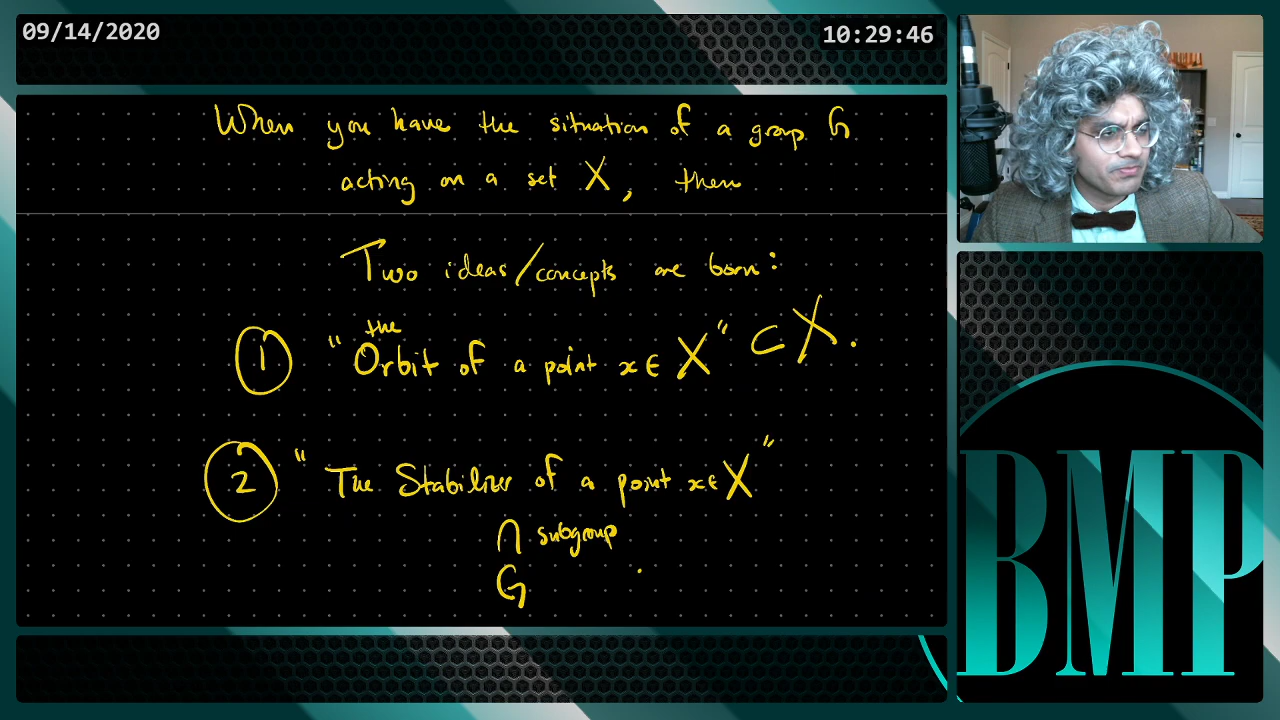 09/14/2020
10:29:46
When you have the situation of a group G
acting on a set X, then
Two ideas/concepts are born:
① "the Orbit of a point x ∈ X" ⊂ X.
② "The Stabilizer of a point x ∈ X"
∩ subgroup
G
BMP